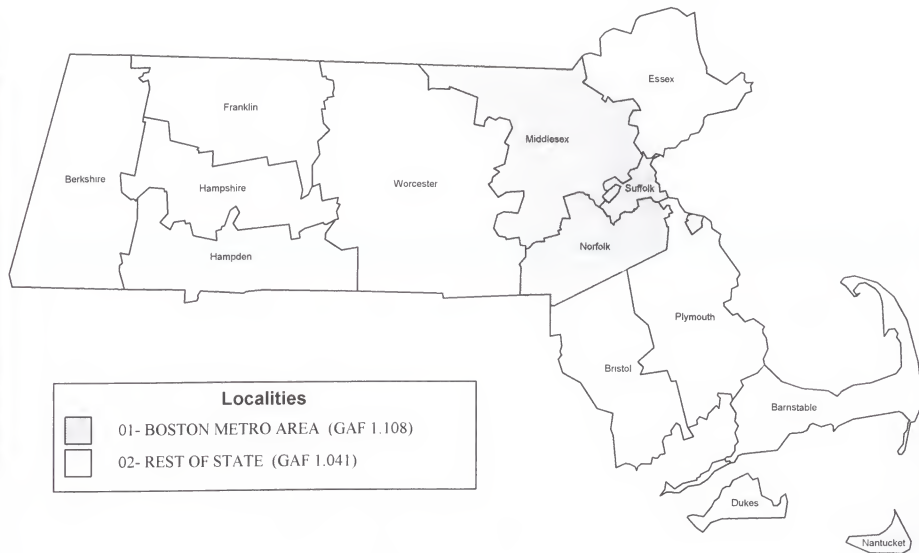 Essex
Franklin
Middlesex
Berkshire
Hampshire
Worcester
Suffolk
Norfolk
Hampden
Plymouth
Bristol
Barnstable
Dukes
Nantucket
Localities
01- BOSTON METRO AREA (GAF 1.108)
02- REST OF STATE (GAF 1.041)